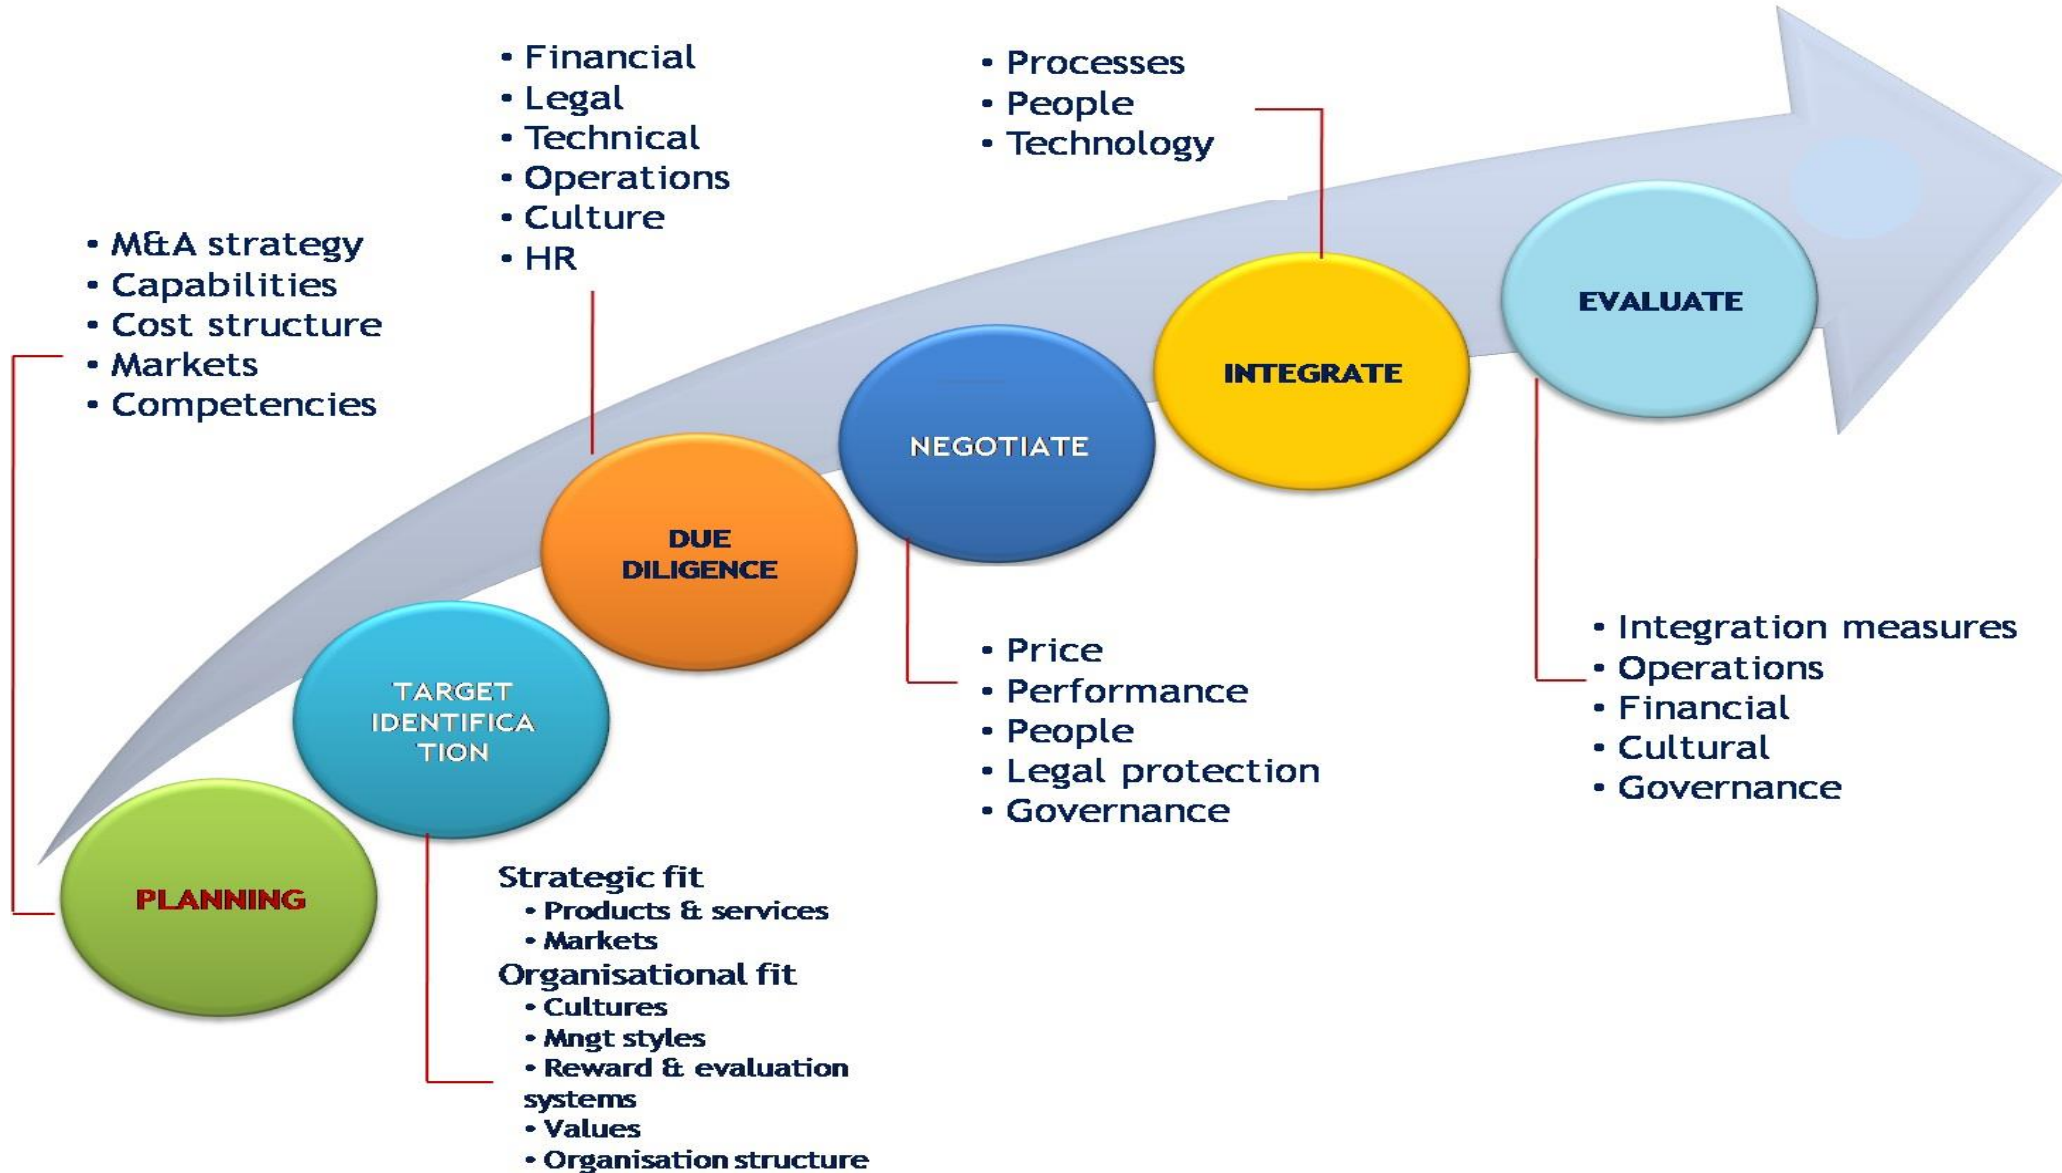 • M&A strategy
• Capabilities
• Cost structure
• Markets
• Competencies
PLANNING
TARGET
IDENTIFICA
TION
Strategic fit
• Products & services
• Markets
Organisational fit
• Cultures
• Mngt styles
• Reward & evaluation
systems
• Values
• Organisation structure
• Financial
• Legal
• Technical
• Operations
• Culture
• HR
DUE
DILIGENCE
NEGOTIATE
• Price
• Performance
• People
• Legal protection
• Governance
• Processes
• People
• Technology
INTEGRATE
EVALUATE
• Integration measures
• Operations
• Financial
• Cultural
• Governance